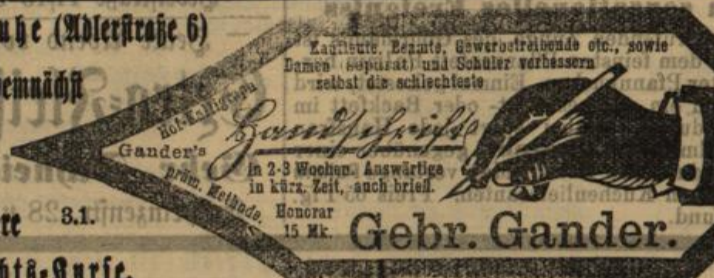 uhe (Adlerstraße 6)
emnächst
re 3.1.
hts-Kurse.
Kaufleute, Beamte, Gewerbetreibende etc., sowie
Damen (separat) und Schüler verbessern
selbst die schlechteste
Handschrift
Hof-Kalligraph
Gander's
präm. Methode.
in 2-3 Wochen. Auswärtige
in kürz. Zeit, auch briefl.
Honorar
15 Mk.
Gebr. Gander.